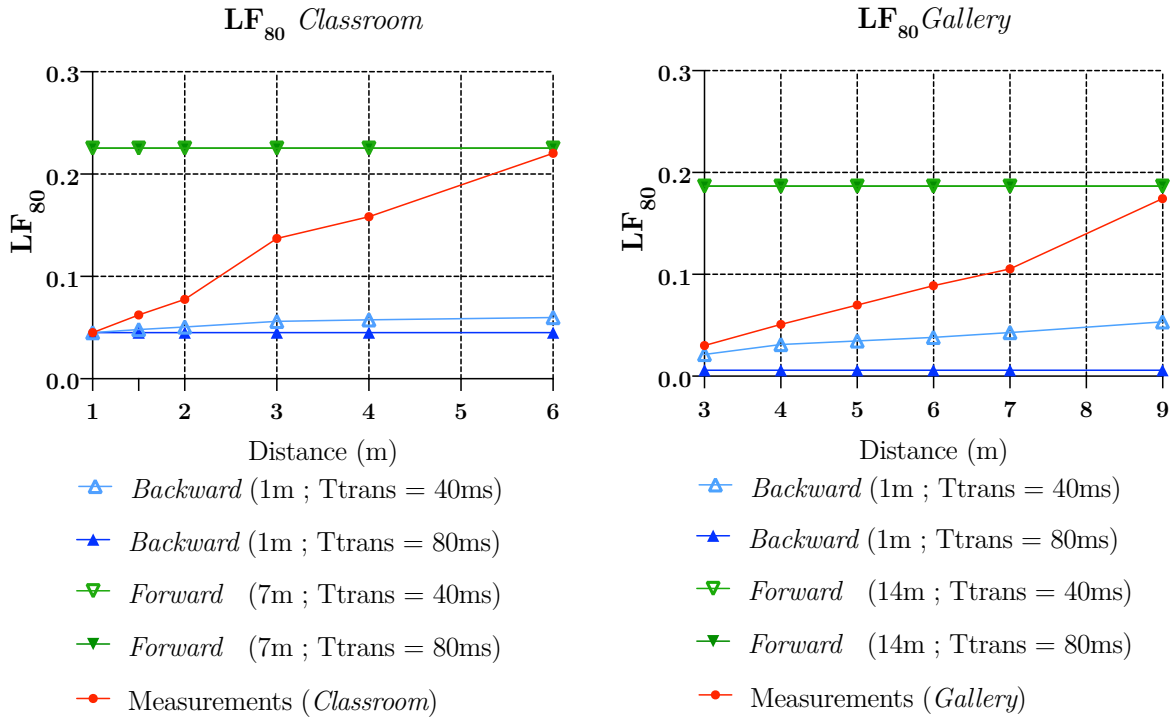 LF80 Classroom
0.3
0.2
0.1
0.0
LF80
1 2 3 4 5 6
Distance (m)
Backward (1m ; Ttrans = 40ms)
Backward (1m ; Ttrans = 80ms)
Forward (7m ; Ttrans = 40ms)
Forward (7m ; Ttrans = 80ms)
Measurements (Classroom)
LF80 Gallery
0.3
0.2
0.1
0.0
LF80
3 4 5 6 7 8 9
Distance (m)
Backward (1m ; Ttrans = 40ms)
Backward (1m ; Ttrans = 80ms)
Forward (14m ; Ttrans = 40ms)
Forward (14m ; Ttrans = 80ms)
Measurements (Gallery)